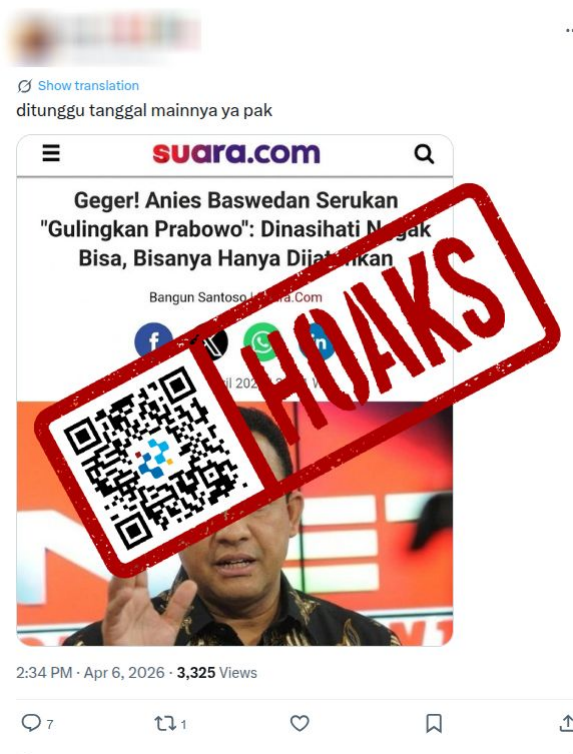 Show translation
ditunggu tanggal mainnya ya pak
suara.com
Geger! Anies Baswedan Serukan
"Gulingkan Prabowo": Dinasihati
Bisa, Bisanya Hanya
Bangun Santoso
HOAKS
2:34 PM · Apr 6, 2026 · 3,325 Views
7
1